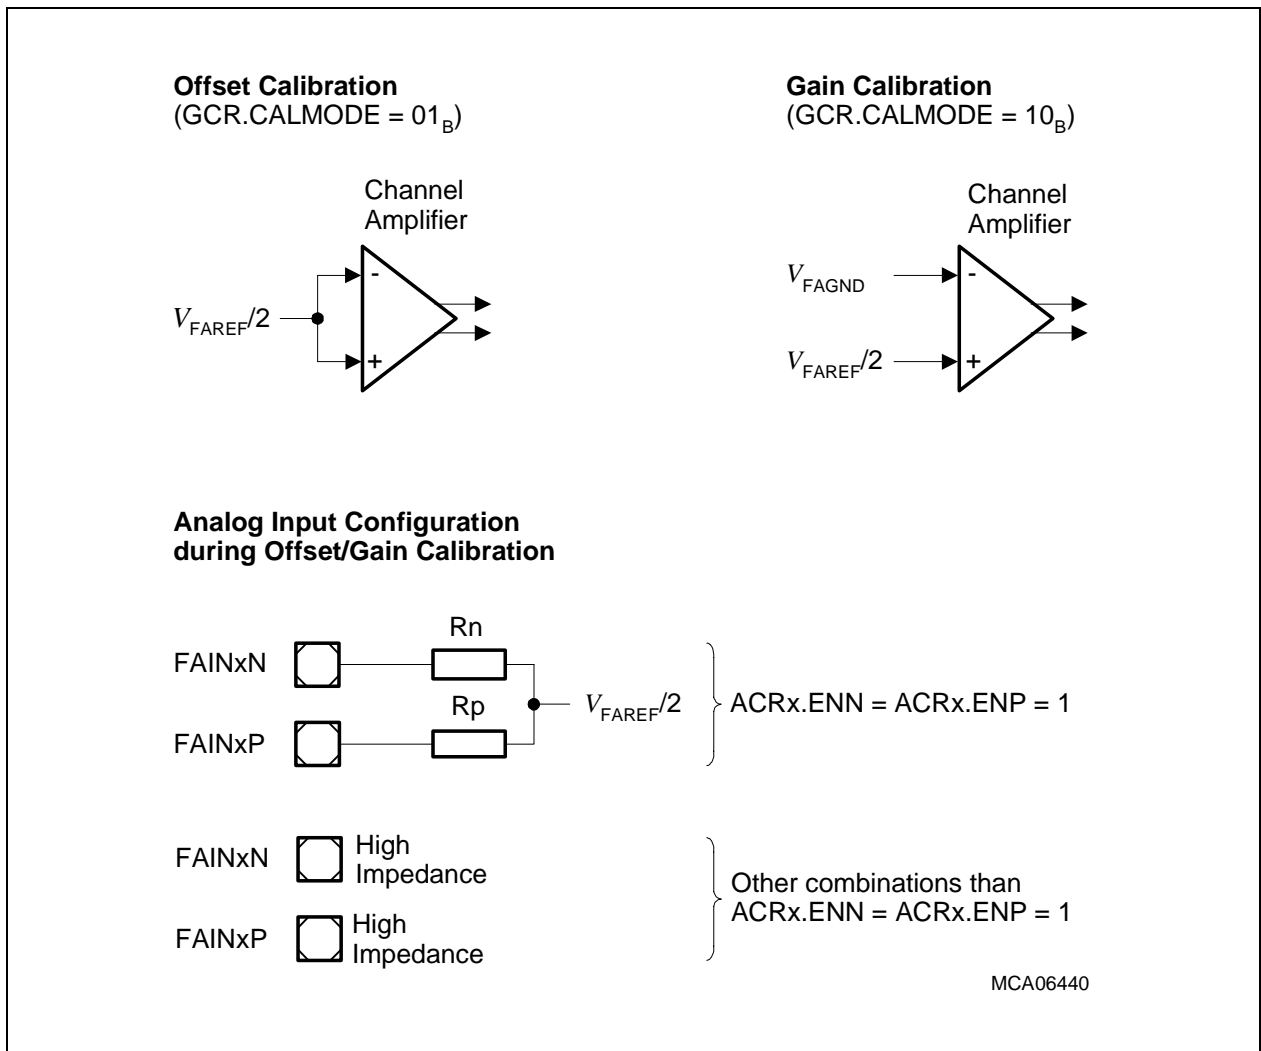 Offset Calibration
(GCR.CALMODE = 01B)
Channel
Amplifier
-
VFAREF/2
+
Gain Calibration
(GCR.CALMODE = 10B)
Channel
Amplifier
VFAGND
-
VFAREF/2
+
Analog Input Configuration
during Offset/Gain Calibration
Rn
FAINxN
Rp
VFAREF/2
ACRx.ENN = ACRx.ENP = 1
FAINxP
FAINxN
High
Impedance
FAINxP
High
Impedance
Other combinations than
ACRx.ENN = ACRx.ENP = 1
MCA06440